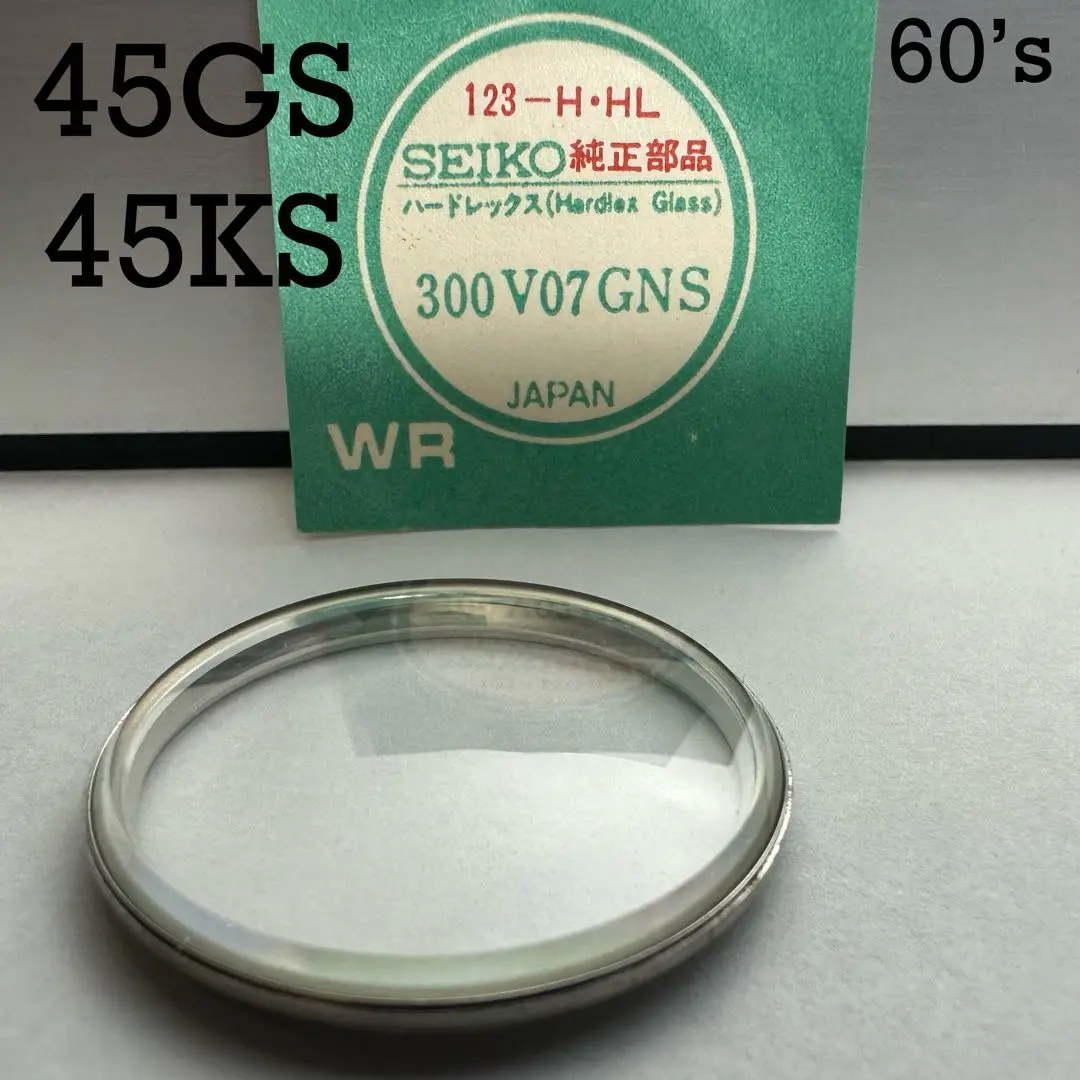 45GS
45KS
60's
123-H・HL
SEIKO純正部品
ハードレックス(Hardlex Glass)
300V07GNS
JAPAN
WR